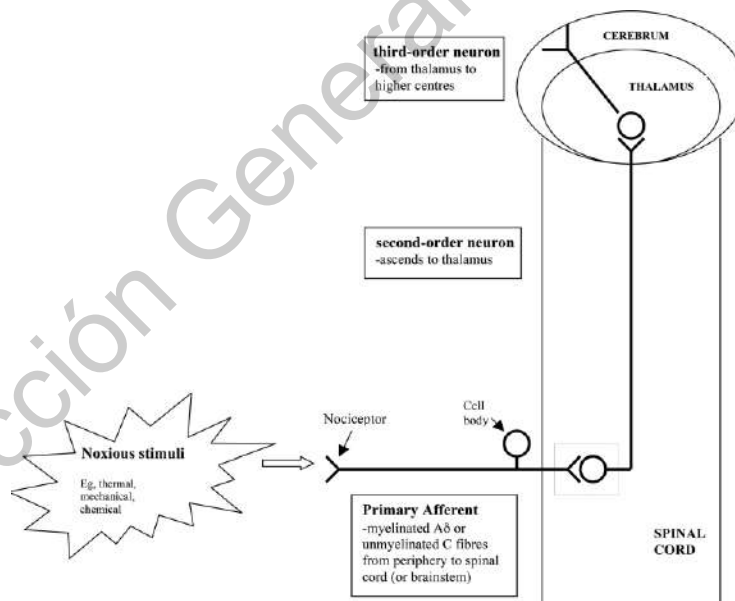 third-order neuron
-from thalamus to
higher centres
CEREBRUM
THALAMUS
second-order neuron
-ascends to thalamus
Noxious stimuli
Eg, thermal,
mechanical,
chemical
Nociceptor
Cell
body
Primary Afferent
-myelinated Aδ or
unmyelinated C fibres
from periphery to spinal
cord (or brainstem)
SPINAL
CORD
cción General